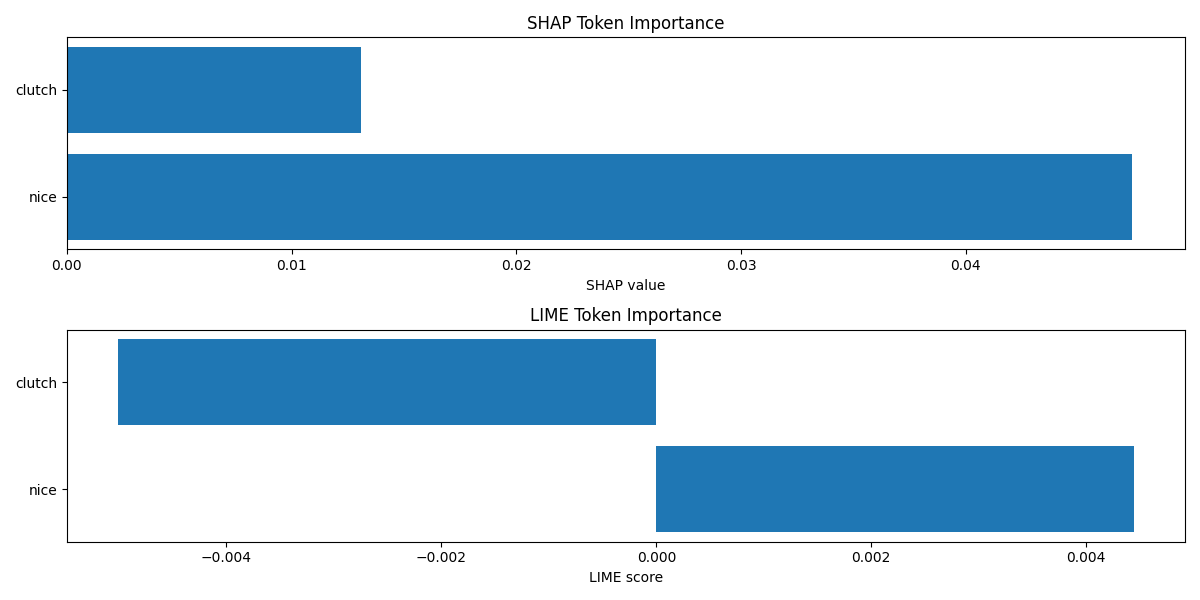 SHAP Token Importance
clutch
nice
0.00 0.01 0.02 0.03 0.04
SHAP value
LIME Token Importance
clutch
nice
−0.004 −0.002 0.000 0.002 0.004
LIME score